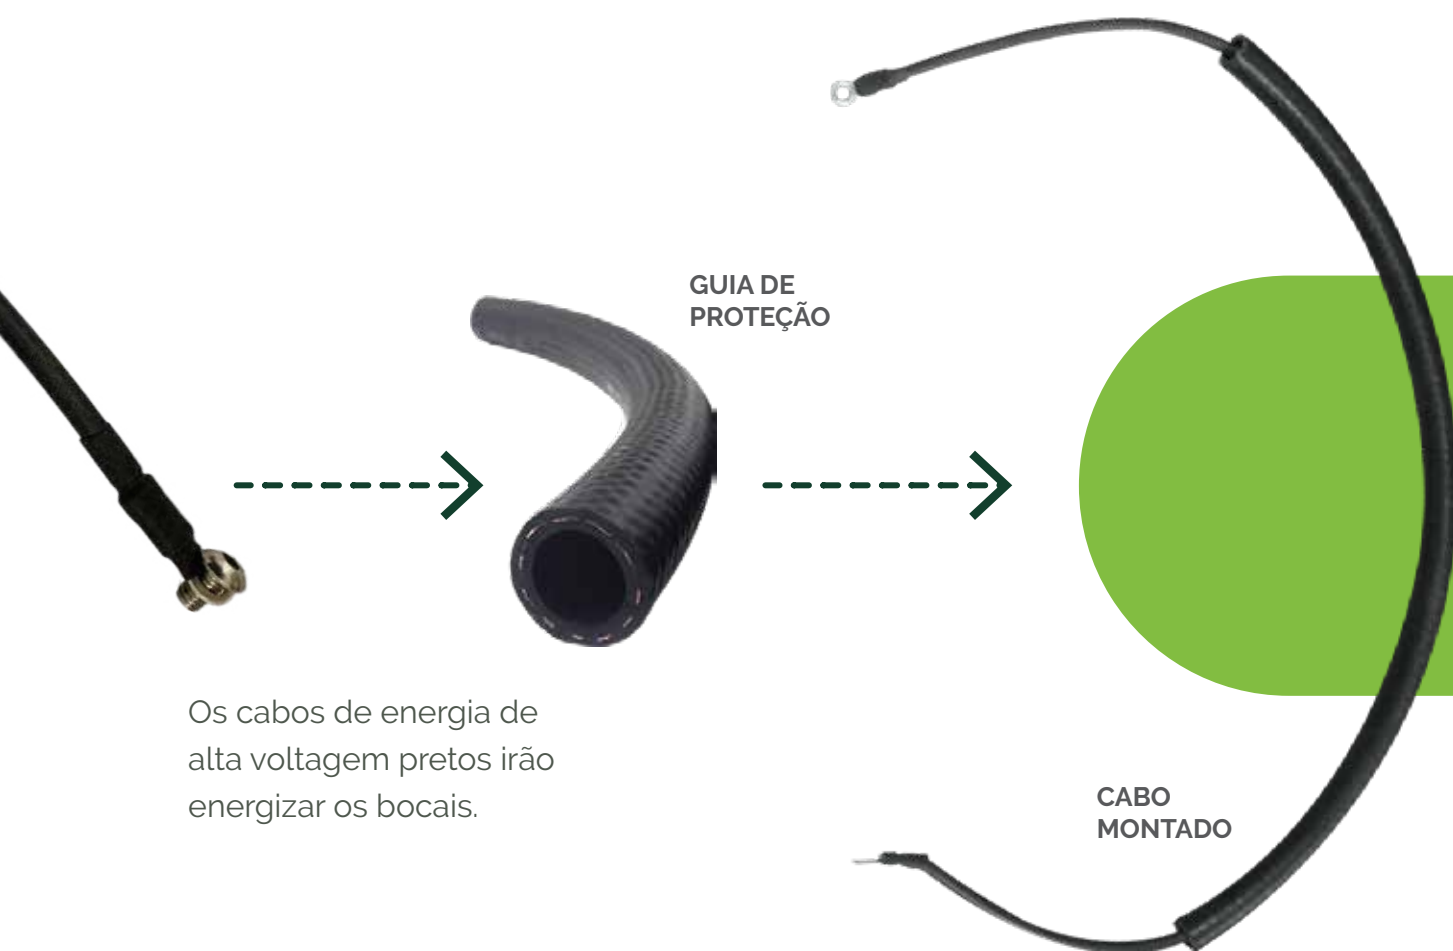 GUIA DE
PROTEÇÃO
Os cabos de energia de
alta voltagem pretos irão
energizar os bocais.
CABO
MONTADO